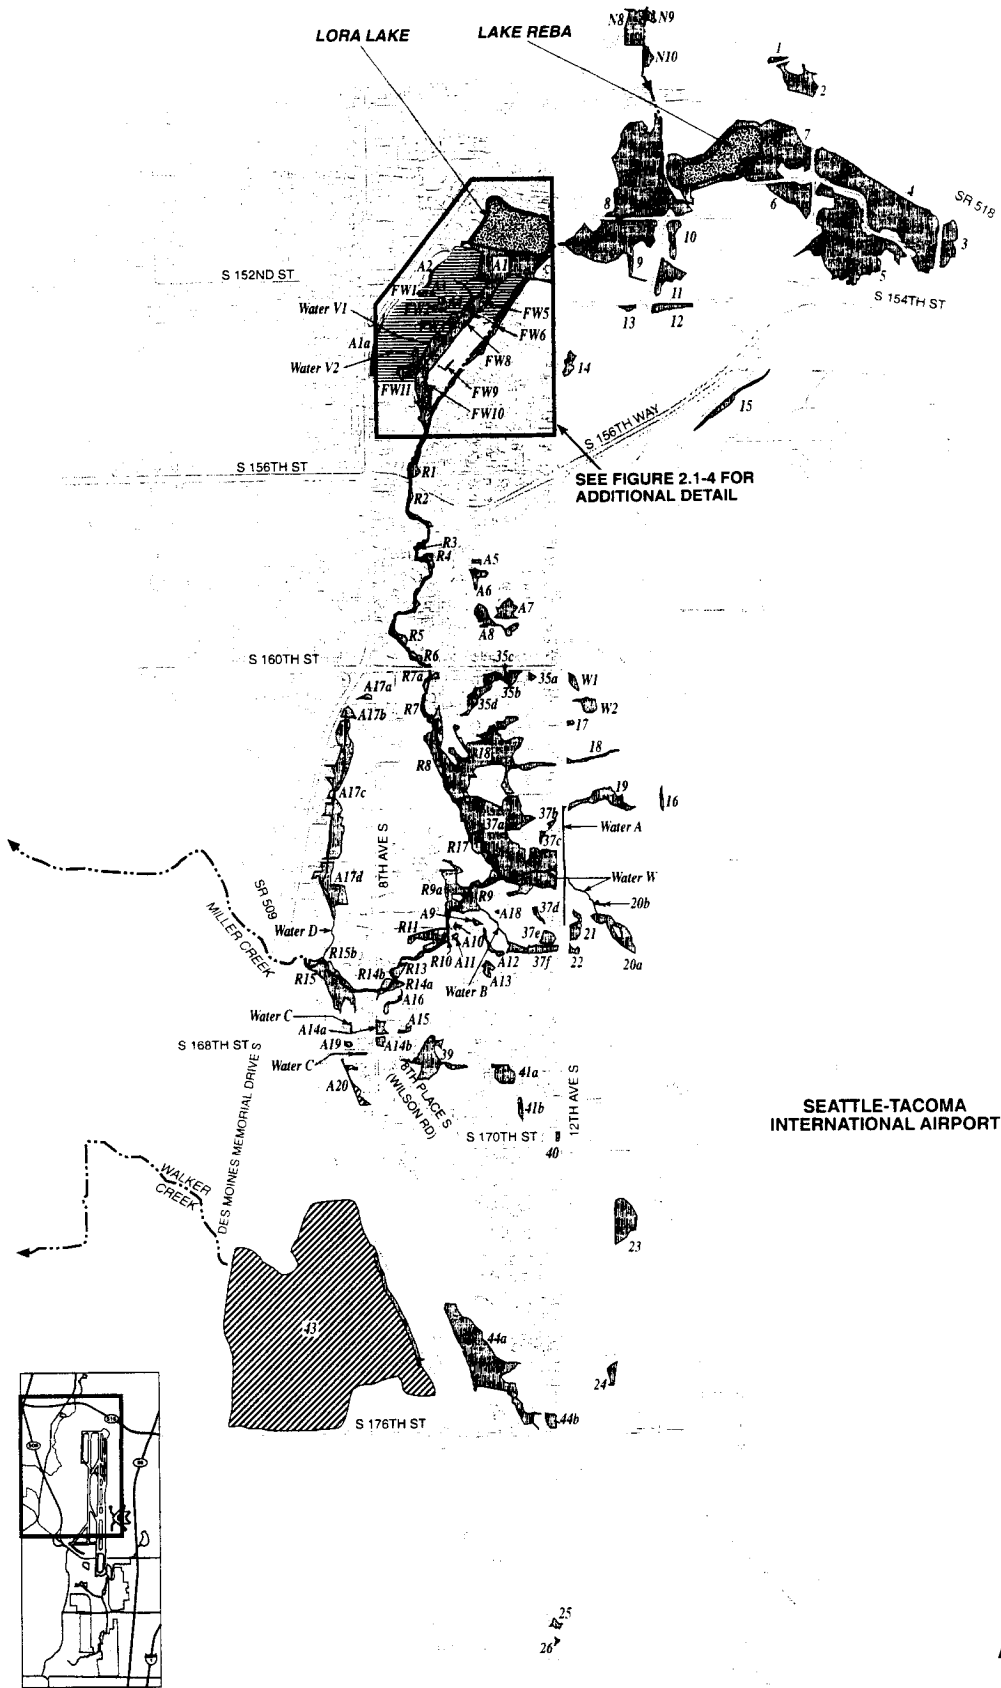 N8
N9
LORA LAKE
LAKE REBA
N10
1
2
7
4
SR 518
8
6
3
10
A2
A1
9
5
S 152ND ST
FW1
11
S 154TH ST
Water V1
FW5
13
12
FW6
A1a
Water V2
FW8
14
FW11
FW9
15
FW10
S 156TH WAY
S 156TH ST
R1
SEE FIGURE 2.1-4 FOR
ADDITIONAL DETAIL
R2
R3
R4
A5
A6
A7
A8
R5
R6
S 160TH ST
35c
R7a
35a
W1
A17a
35b
R7
35d
W2
A17b
17
R18
18
R8
19
A17c
16
37b
37a
Water A
37c
R17
8TH AVE S
A17d
Water W
R9a
R9
SR 509
A9
A18
37d
20b
MILLER CREEK
Water D
R11
37e
21
A10
R15b
R10
A11
A12
37f
22
20a
R13
R15
R14b
R14a
A13
A16
Water B
Water C
A14a
A15
S 168TH ST
A19
A14b
39
Water C
A20
8TH PLACE S
(WILSON RD)
41a
41b
12TH AVE S
SEATTLE-TACOMA
INTERNATIONAL AIRPORT
S 170TH ST
40
DES MOINES MEMORIAL DRIVE S
WALKER
CREEK
23
43
44a
24
S 176TH ST
44b
25
26